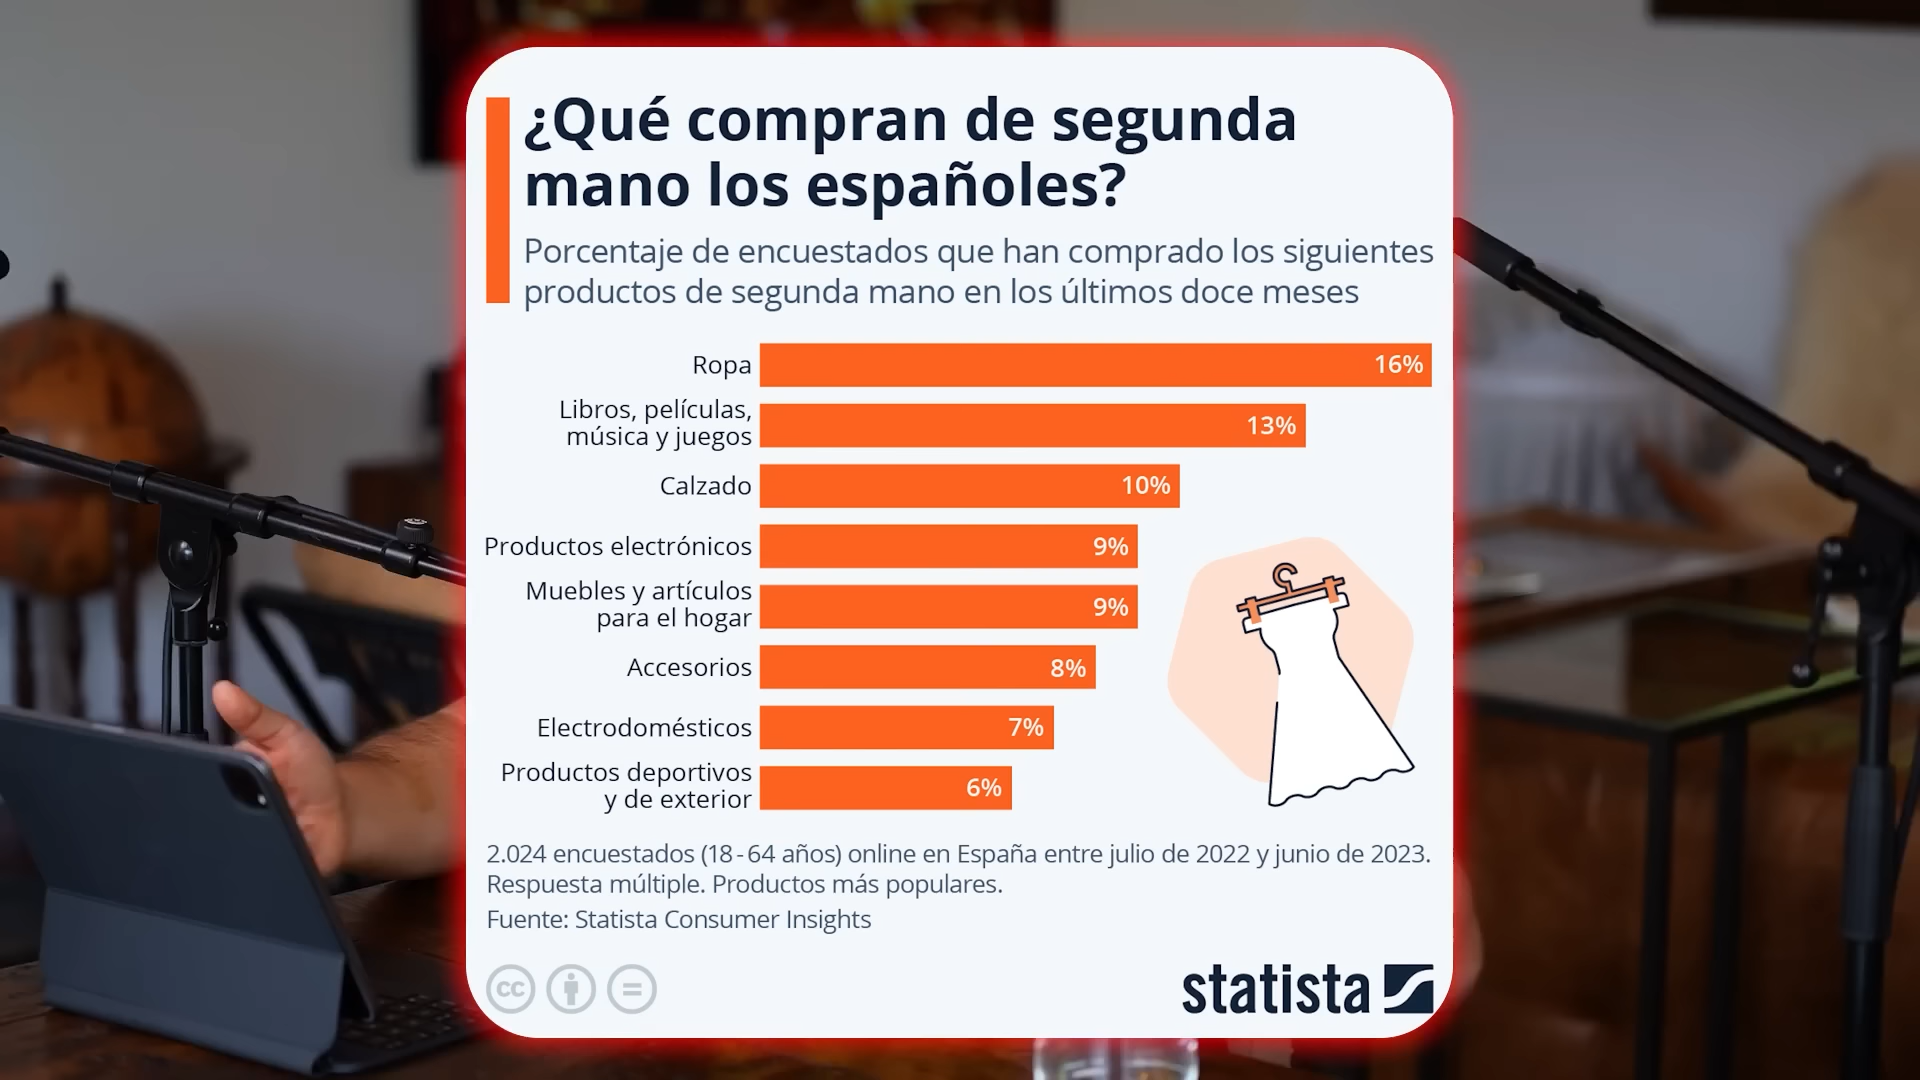 ¿Qué compran de segunda
mano los españoles?
Porcentaje de encuestados que han comprado los siguientes
productos de segunda mano en los últimos doce meses
Ropa
16%
Libros, películas,
música y juegos
13%
Calzado
10%
Productos electrónicos
9%
Muebles y artículos
para el hogar
9%
Accesorios
8%
Electrodomésticos
7%
Productos deportivos
y de exterior
6%
2.024 encuestados (18-64 años) online en España entre julio de 2022 y junio de 2023.
Respuesta múltiple. Productos más populares.
Fuente: Statista Consumer Insights
cc
statista